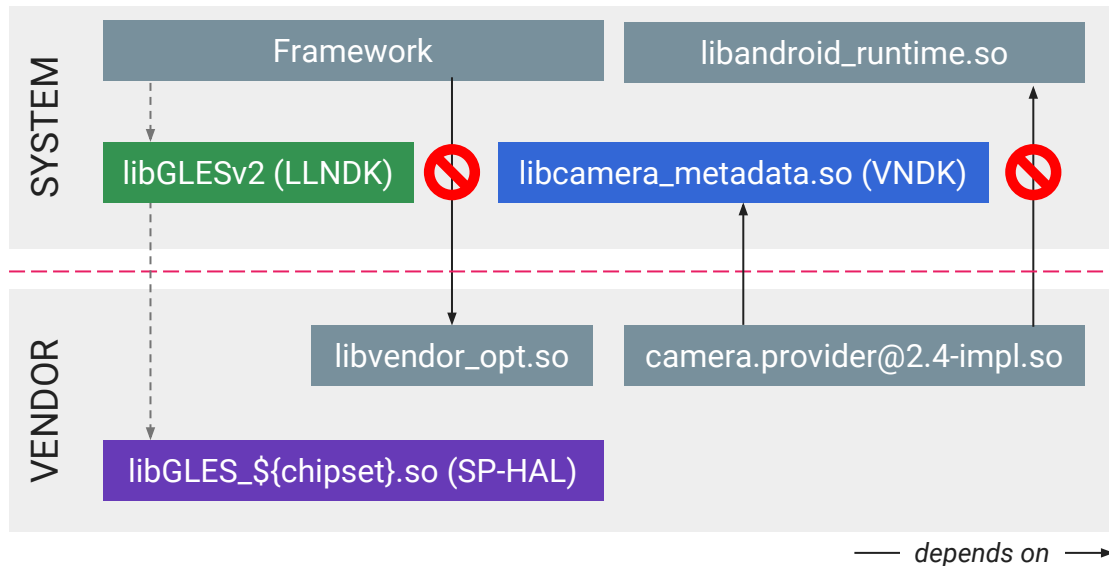 SYSTEM
Framework
libandroid_runtime.so
libGLESv2 (LLNDK)
libcamera_metadata.so (VNDK)
VENDOR
libvendor_opt.so
camera.provider@2.4-impl.so
libGLES_${chipset}.so (SP-HAL)
depends on